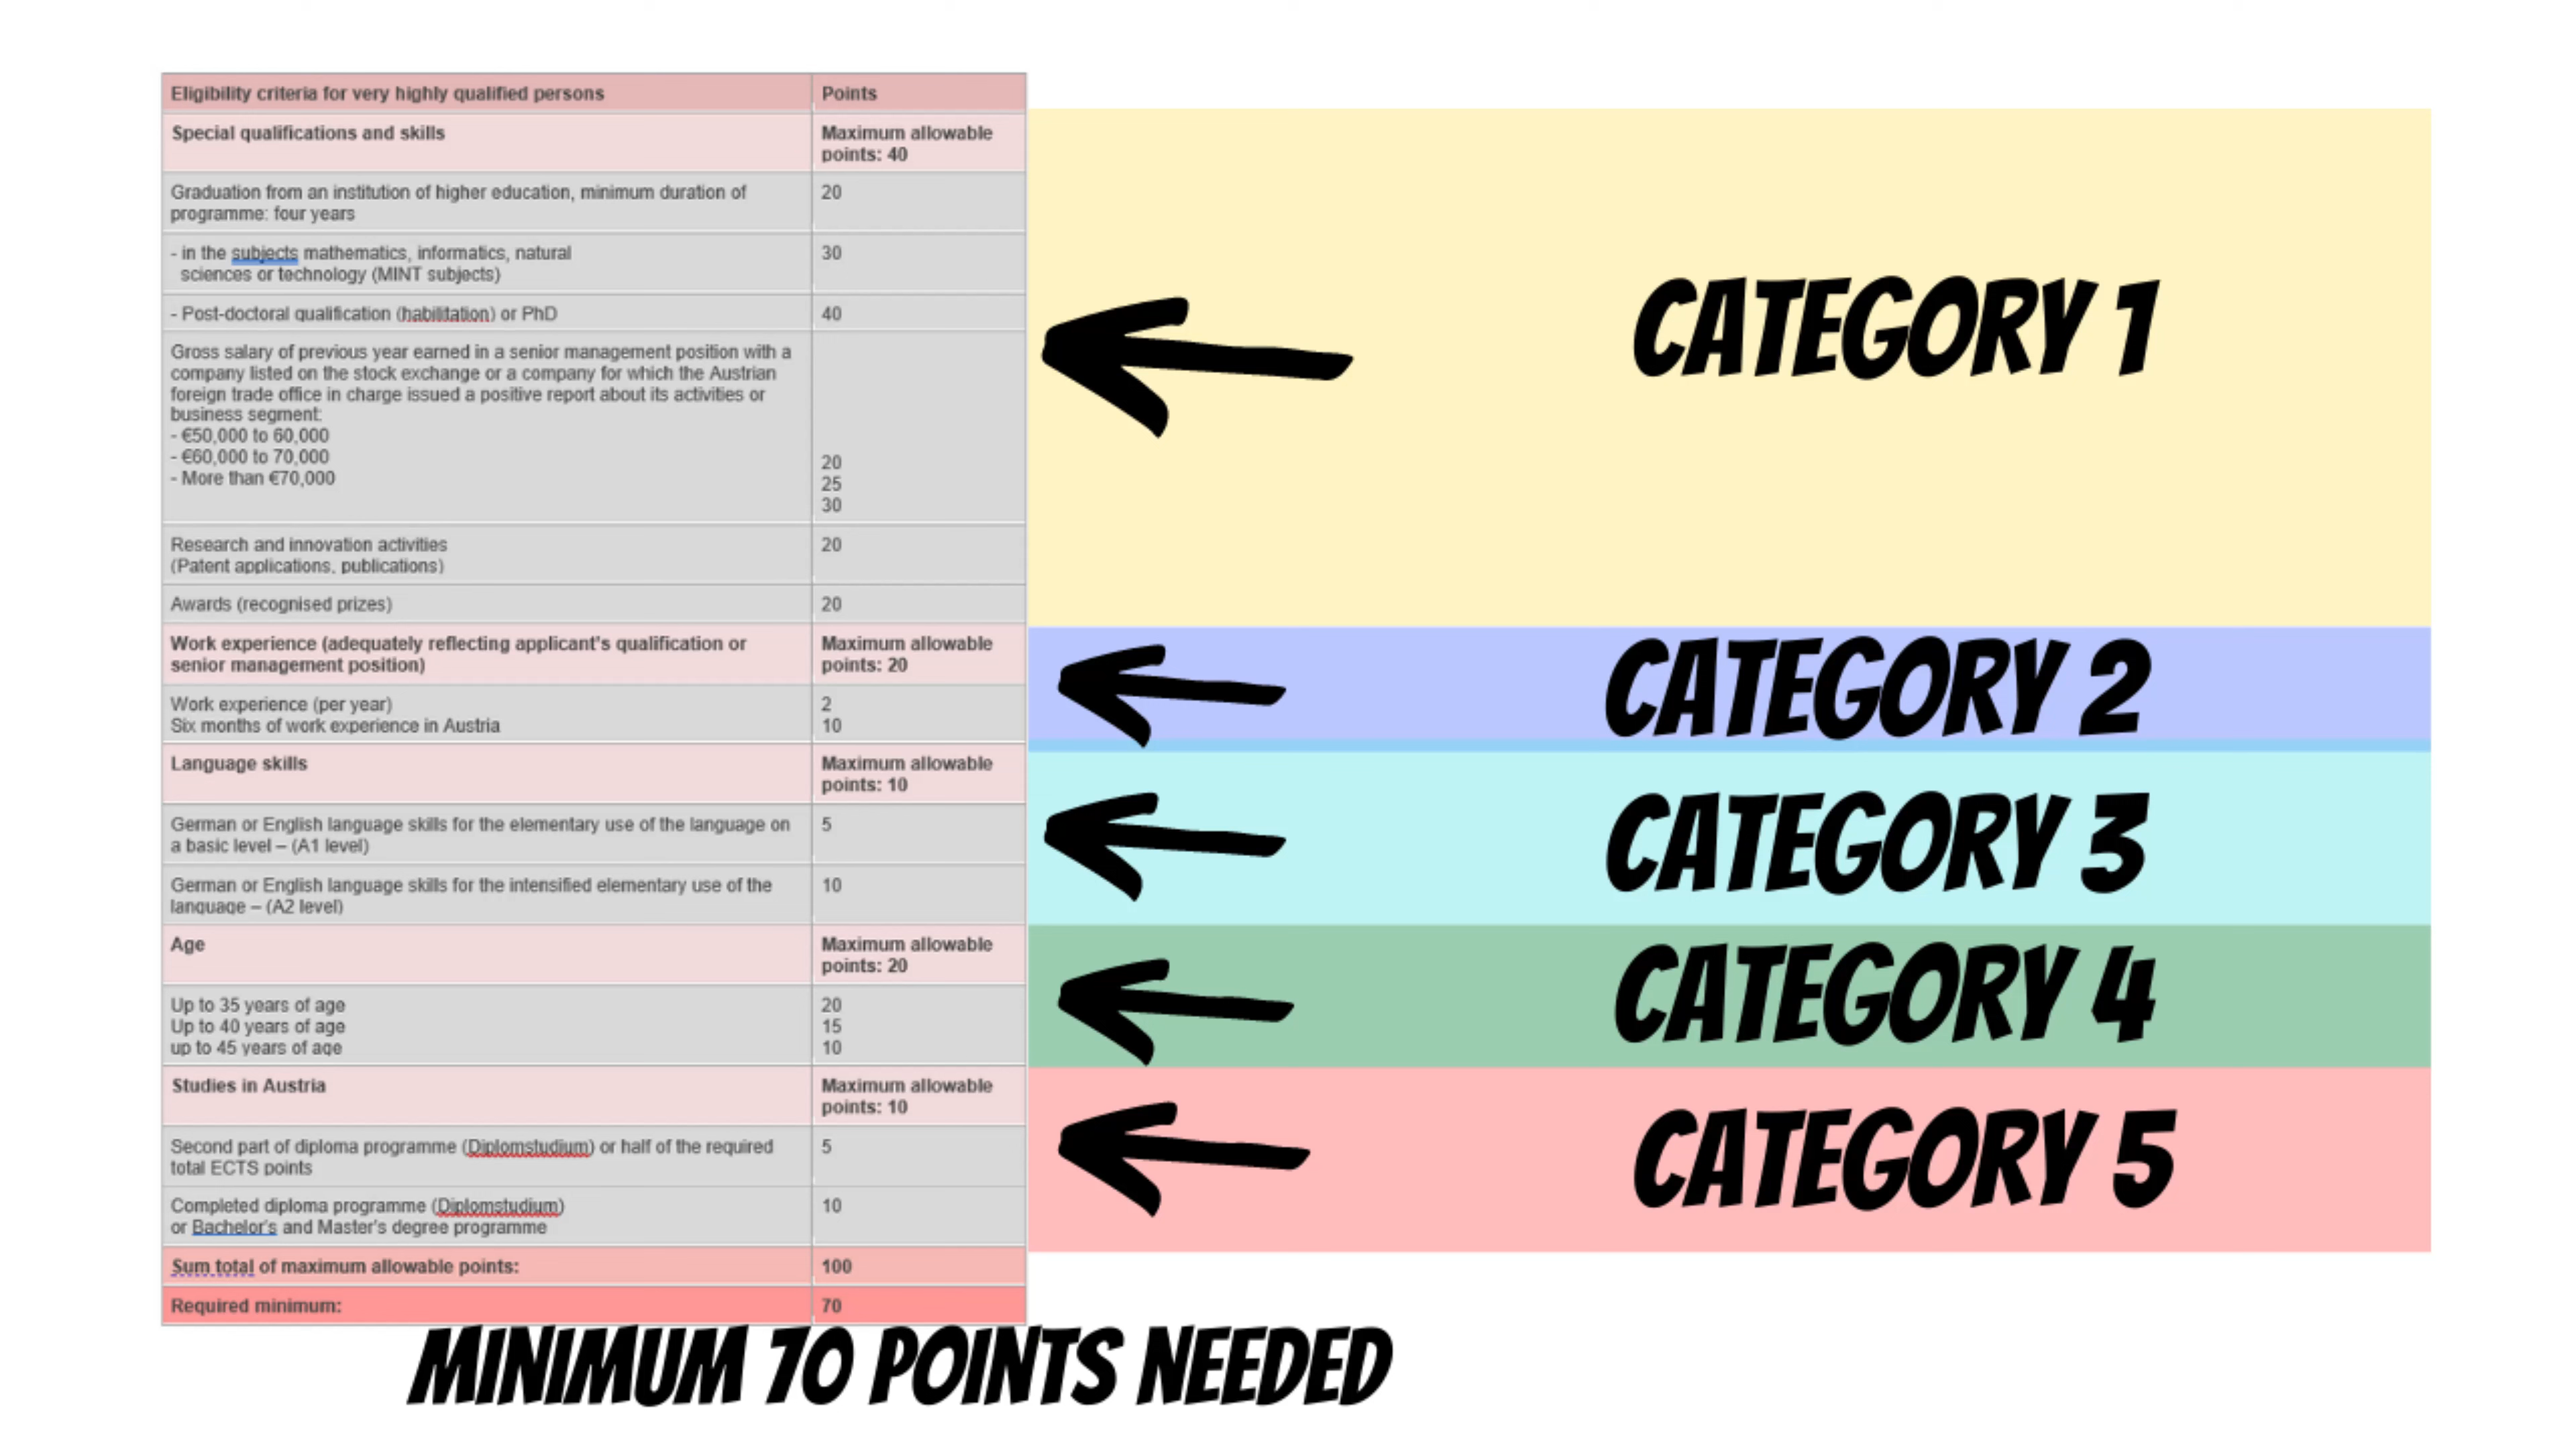 Eligibility criteria for very highly qualified persons
Points
Special qualifications and skills
Maximum allowable
points: 40
Graduation from an institution of higher education, minimum duration of
programme: four years
20
- in the subjects mathematics, informatics, natural
sciences or technology (MINT subjects)
30
- Post-doctoral qualification (habilitation) or PhD
40
Gross salary of previous year earned in a senior management position with a
company listed on the stock exchange or a company for which the Austrian
foreign trade office in charge issued a positive report about its activities or
business segment:
- €50,000 to 60,000
- €60,000 to 70,000
- More than €70,000
20
25
30
Research and innovation activities
(Patent applications, publications)
20
Awards (recognised prizes)
20
CATEGORY 1
Work experience (adequately reflecting applicant's qualification or
senior management position)
Maximum allowable
points: 20
Work experience (per year)
2
Six months of work experience in Austria
10
CATEGORY 2
Language skills
Maximum allowable
points: 10
German or English language skills for the elementary use of the language on
a basic level – (A1 level)
5
German or English language skills for the intensified elementary use of the
language – (A2 level)
10
CATEGORY 3
Age
Maximum allowable
points: 20
Up to 35 years of age
20
Up to 40 years of age
15
up to 45 years of age
10
CATEGORY 4
Studies in Austria
Maximum allowable
points: 10
Second part of diploma programme (Diplomstudium) or half of the required
total ECTS points
5
Completed diploma programme (Diplomstudium)
or Bachelor's and Master's degree programme
10
CATEGORY 5
Sum total of maximum allowable points:
100
Required minimum:
70
MINIMUM 70 POINTS NEEDED